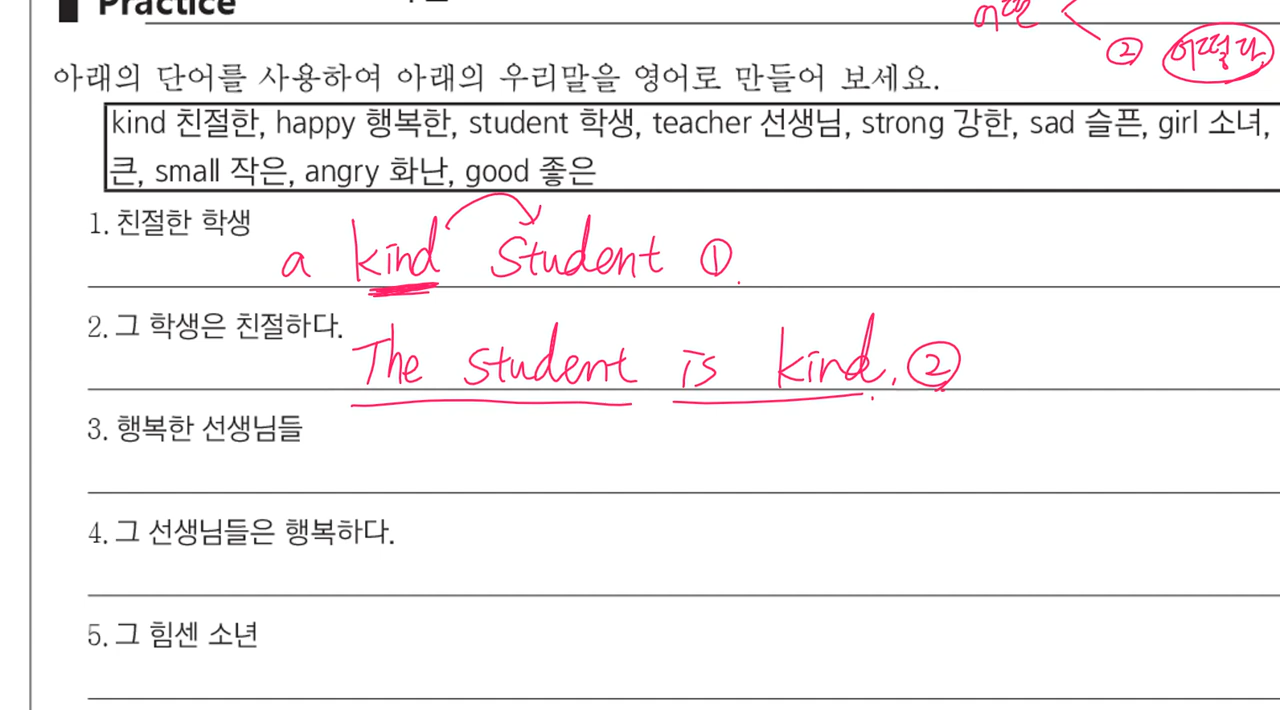 Practice
② 어떻다
아래의 단어를 사용하여 아래의 우리말을 영어로 만들어 보세요.
kind 친절한, happy 행복한, student 학생, teacher 선생님, strong 강한, sad 슬픈, girl 소녀,
큰, small 작은, angry 화난, good 좋은
1. 친절한 학생
a kind student ①
2. 그 학생은 친절하다.
The student is kind. ②
3. 행복한 선생님들
4. 그 선생님들은 행복하다.
5. 그 힘센 소년